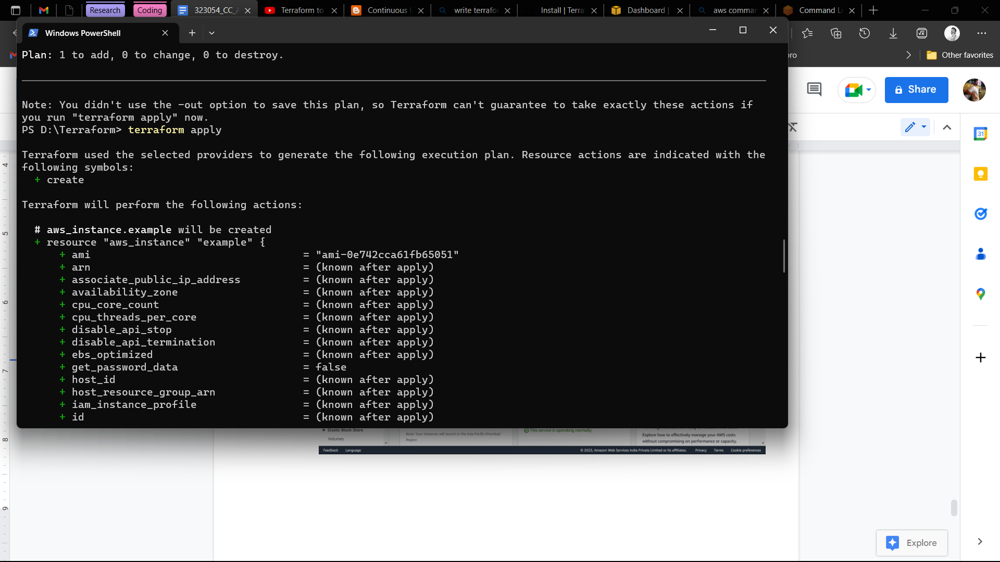 Research
Coding
323054_CC_
Terraform to
Continuous
write terrafo
Install | Terra
Dashboard |
aws commar
Command Li
Windows PowerShell
Other favorites
Share
31
Plan: 1 to add, 0 to change, 0 to destroy.
Note: You didn't use the -out option to save this plan, so Terraform can't guarantee to take exactly these actions if
you run "terraform apply" now.
PS D:\Terraform> terraform apply
Terraform used the selected providers to generate the following execution plan. Resource actions are indicated with the
following symbols:
+ create
Terraform will perform the following actions:
# aws_instance.example will be created
+ resource "aws_instance" "example" {
+ ami = "ami-0e742cca61fb65051"
+ arn = (known after apply)
+ associate_public_ip_address = (known after apply)
+ availability_zone = (known after apply)
+ cpu_core_count = (known after apply)
+ cpu_threads_per_core = (known after apply)
+ disable_api_stop = (known after apply)
+ disable_api_termination = (known after apply)
+ ebs_optimized = (known after apply)
+ get_password_data = false
+ host_id = (known after apply)
+ host_resource_group_arn = (known after apply)
+ iam_instance_profile = (known after apply)
+ id = (known after apply)
4
5
6
7
8
9
Elastic Block Store
Volumes
Note: Your instances will launch in the Asia Pacific (Mumbai)
Region
This service is operating normally
Explore how to effectively manage your AWS costs
without compromising on performance or capacity.
Feedback Language © 2023, Amazon Web Services India Private Limited or its affiliates. Privacy Terms Cookie preferences
Explore